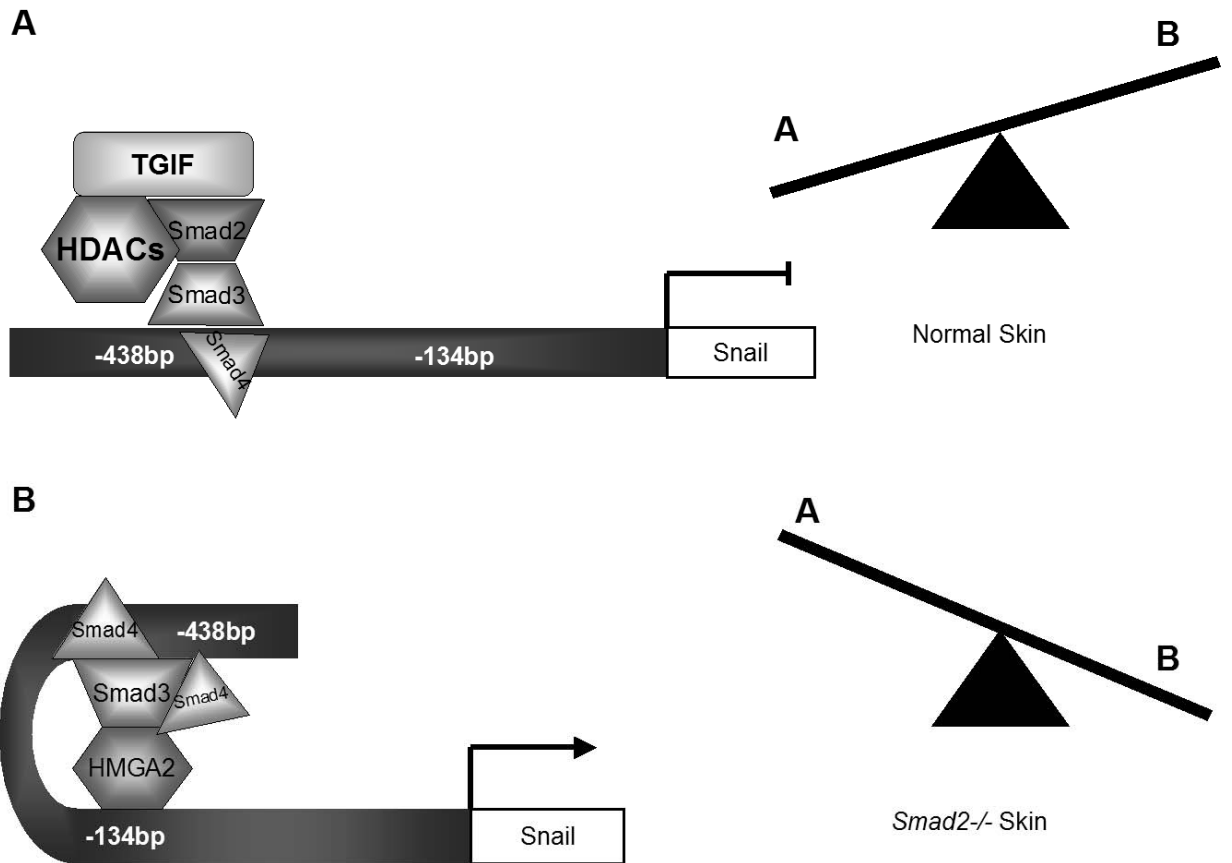 A
B
A
TGIF
HDACs
Smad2
Smad3
Smad4
-438bp
-134bp
Snail
Normal Skin
B
A
B
Smad4
-438bp
Smad3
Smad4
HMGA2
-134bp
Snail
Smad2-/- Skin